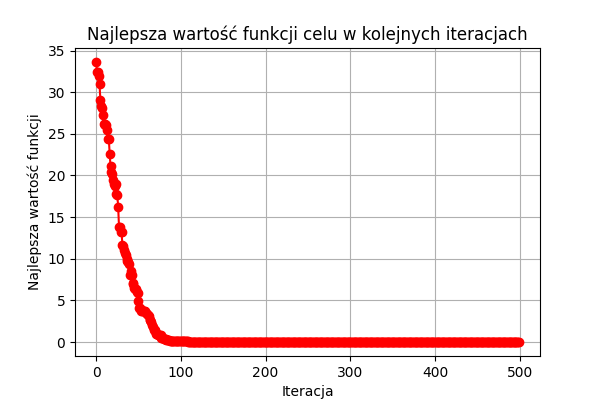 Najlepsza wartość funkcji celu w kolejnych iteracjach
35
30
25
20
15
10
5
0
Najlepsza wartość funkcji
0 100 200 300 400 500
Iteracja